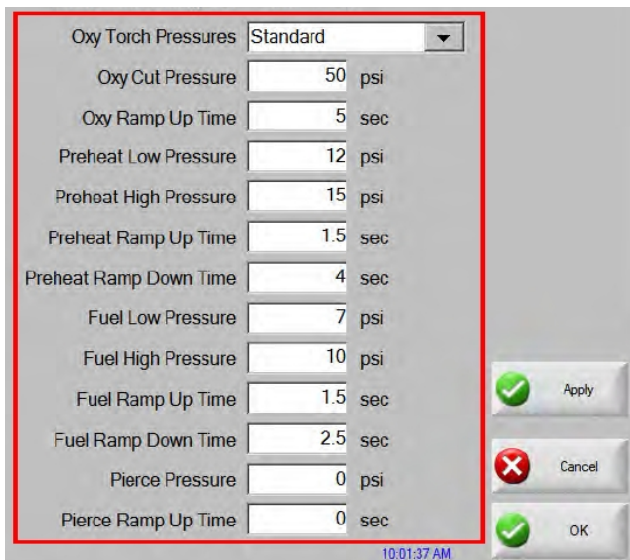 Oxy Torch Pressures Standard
Oxy Cut Pressure 50 psi
Oxy Ramp Up Time 5 sec
Preheat Low Pressure 12 psi
Preheat High Pressure 15 psi
Preheat Ramp Up Time 1.5 sec
Preheat Ramp Down Time 4 sec
Fuel Low Pressure 7 psi
Fuel High Pressure 10 psi
Fuel Ramp Up Time 1.5 sec
Apply
Fuel Ramp Down Time 2.5 sec
Pierce Pressure 0 psi
Cancel
Pierce Ramp Up Time 0 sec
OK
10:01:37 AM